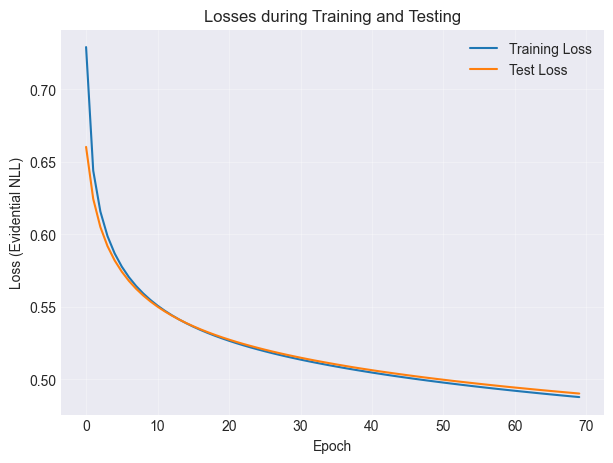 Losses during Training and Testing
Training Loss
Test Loss
0.70
0.65
0.60
0.55
0.50
Loss (Evidential NLL)
0 10 20 30 40 50 60 70
Epoch